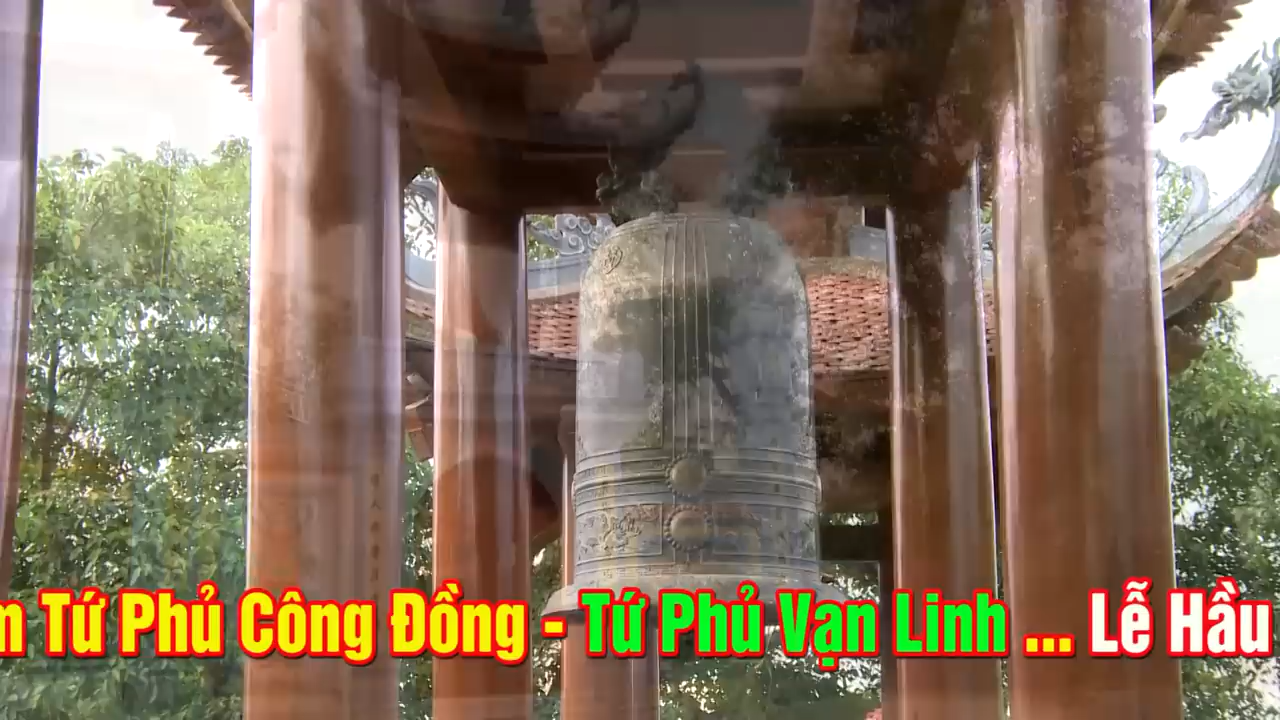 Tứ Phủ Công Đồng - Tứ Phủ Vạn Linh ... Lễ Hầu